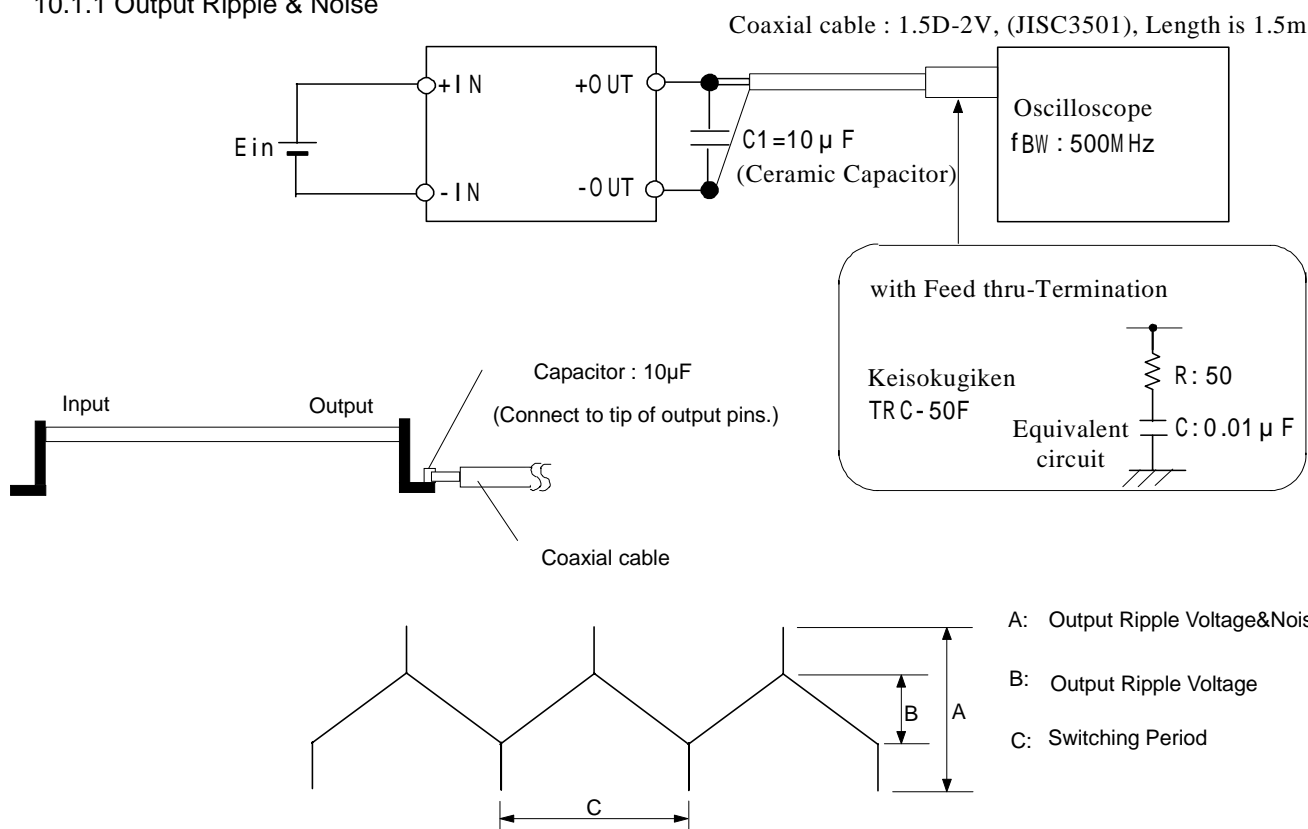 10.1.1 Output Ripple & Noise
Coaxial cable : 1.5D-2V, (JISC3501), Length is 1.5m
+IN
+OUT
Ein
C1=10µF
(Ceramic Capacitor)
-IN
-OUT
Oscilloscope
fBW : 500MHz
with Feed thru-Termination
Keisokugiken
TRC-50F
R: 50
Equivalent
circuit
C:0.01µF
Input
Output
Capacitor : 10µF
(Connect to tip of output pins.)
Coaxial cable
A: Output Ripple Voltage&Nois
B: Output Ripple Voltage
C: Switching Period
B
A
C